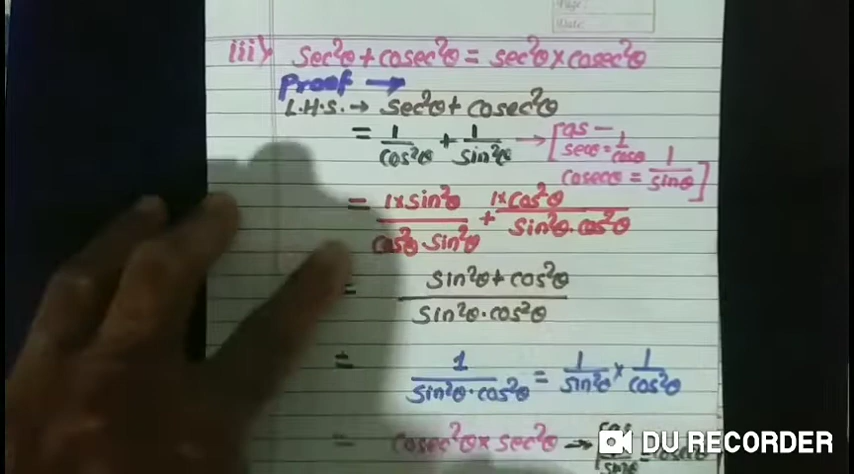 Page:
Date:
iii) sec²θ + cosec²θ = sec²θ × cosec²θ
Proof →
L.H.S. → sec²θ + cosec²θ
= 1/cos²θ + 1/sin²θ → [as —
secθ = 1/cosθ
cosecθ = 1/sinθ]
= 1×sin²θ/cos²θ·sin²θ + 1×cos²θ/sin²θ·cos²θ
= sin²θ + cos²θ/sin²θ·cos²θ
= 1/sin²θ·cos²θ = 1/sin²θ × 1/cos²θ
= cosec²θ × sec²θ →
DU RECORDER